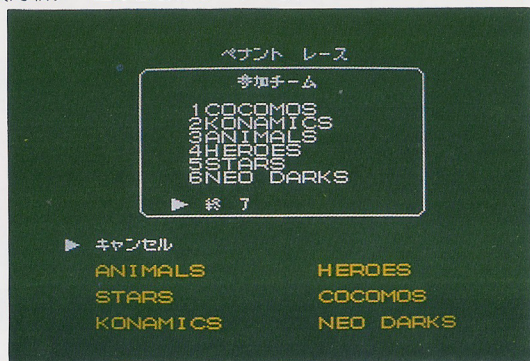 ペナント レース
参加チーム
1COCOMOS
2KONAMICS
3ANIMALS
4HEROES
5STARS
6NEO DARKS
▶ 終 了
▶ キャンセル
ANIMALS HEROES
STARS COCOMOS
KONAMICS NEO DARKS